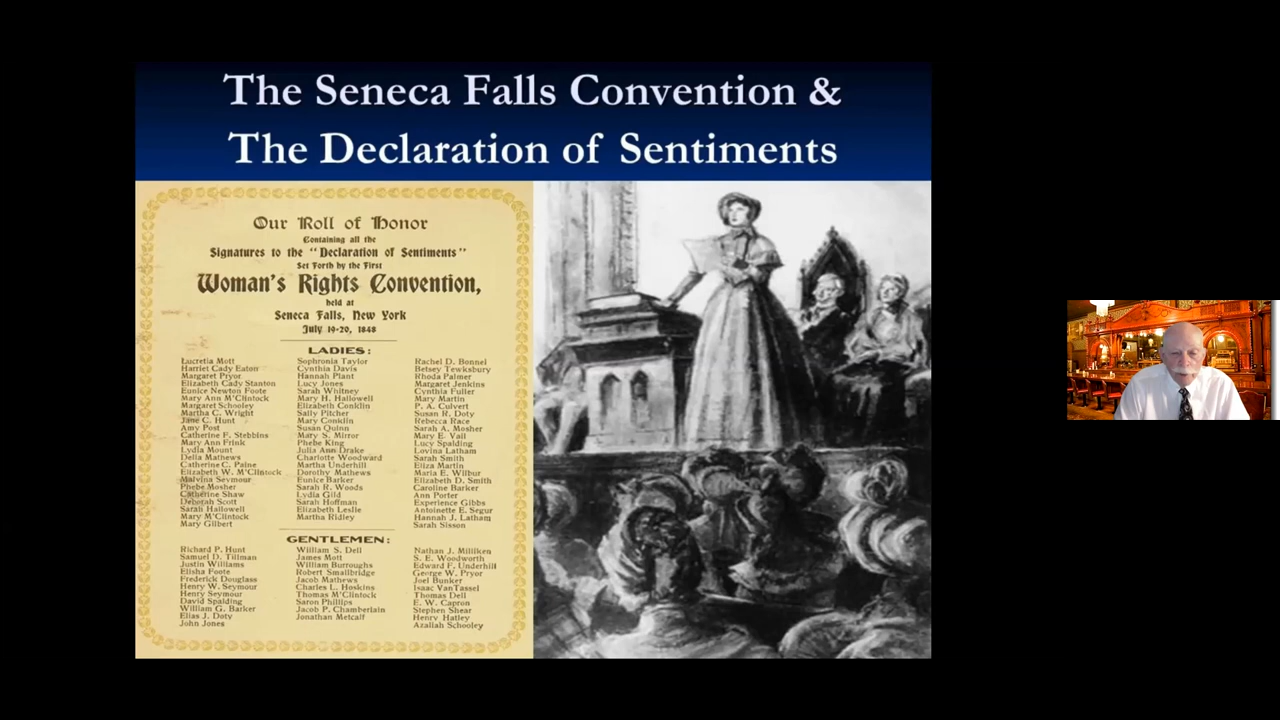 The Seneca Falls Convention &
The Declaration of Sentiments
Our Roll of Honor
Containing all the
Signatures to the "Declaration of Sentiments"
Set Forth by the First
Woman's Rights Convention,
held at
Seneca Falls, New York
July 19-20, 1848
LADIES:
Lucretia Mott
Harriet Cady Eaton
Margaret Pryor
Elizabeth Cady Stanton
Eunice Newton Foote
Mary Ann M'Clintock
Margaret Schooley
Martha C. Wright
Jane C. Hunt
Amy Post
Catherine F. Stebbins
Mary Ann Frink
Lydia Mount
Delia Mathews
Catherine C. Paine
Elizabeth W. M'Clintock
Malvina Seymour
Phebe Mosher
Catherine Shaw
Deborah Scott
Sarah Hallowell
Mary M'Clintock
Mary Gilbert
Sophronia Taylor
Cynthia Davis
Hannah Plant
Lucy Jones
Sarah Whitney
Mary H. Hallowell
Elizabeth Conklin
Sally Pitcher
Mary Conklin
Susan Quinn
Mary S. Mirror
Phebe King
Julia Ann Drake
Charlotte Woodward
Martha Underhill
Dorothy Mathews
Eunice Barker
Sarah R. Woods
Lydia Gild
Sarah Hoffman
Elizabeth Leslie
Martha Ridley
Rachel D. Bonnel
Betsey Tewksbury
Rhoda Palmer
Margaret Jenkins
Cynthia Fuller
Mary Martin
P. A. Culvert
Susan R. Doty
Rebecca Race
Sarah A. Mosher
Mary E. Vail
Lucy Spalding
Lovina Latham
Sarah Smith
Eliza Martin
Maria E. Wilbur
Elizabeth D. Smith
Caroline Barker
Ann Porter
Experience Gibbs
Antoinette E. Segur
Hannah J. Latham
Sarah Sisson
GENTLEMEN:
Richard P. Hunt
Samuel D. Tillman
Justin Williams
Elisha Foote
Frederick Douglass
Henry W. Seymour
Henry Seymour
David Spalding
William G. Barker
Elias J. Doty
John Jones
William S. Dell
James Mott
William Burroughs
Robert Smallbridge
Jacob Mathews
Charles L. Hoskins
Thomas M'Clintock
Saron Phillips
Jacob P. Chamberlain
Jonathan Metcalf
Nathan J. Milliken
S. E. Woodworth
Edward F. Underhill
George W. Pryor
Joel Bunker
Isaac VanTassel
Thomas Dell
E. W. Capron
Stephen Shear
Henry Hatley
Azaliah Schooley